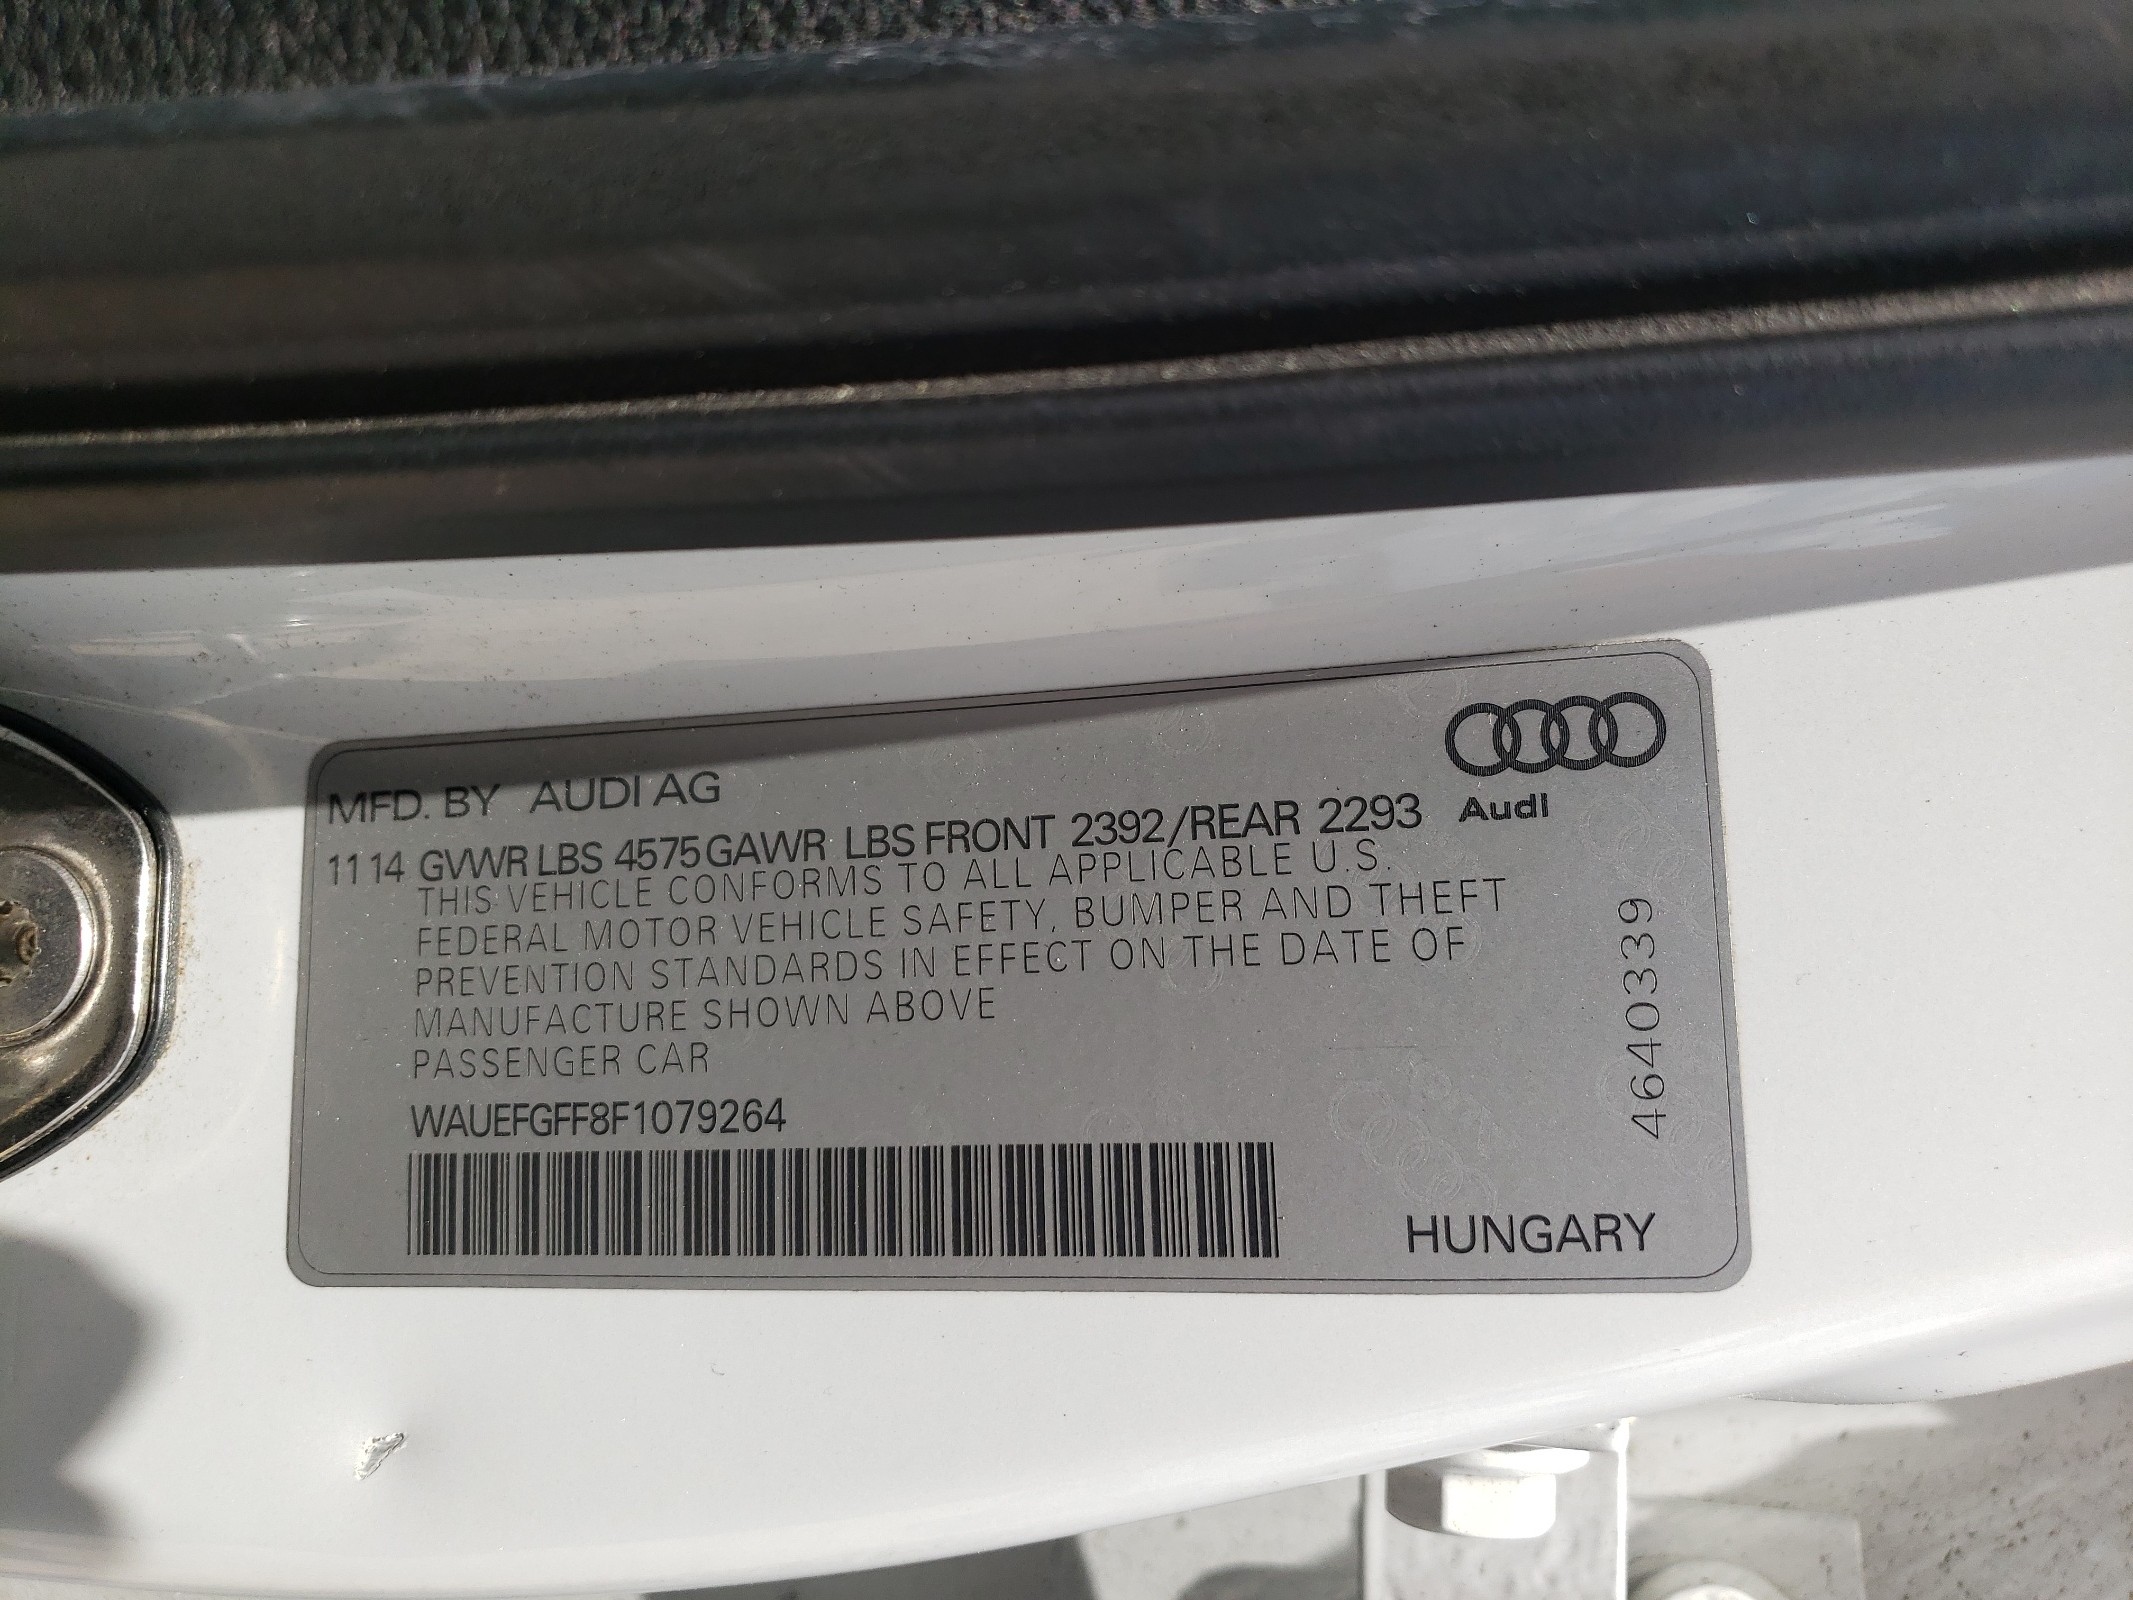 MFD. BY AUDI AG
1114 GVWR LBS 4575 GAWR LBS FRONT 2392/REAR 2293
THIS VEHICLE CONFORMS TO ALL APPLICABLE U.S.
FEDERAL MOTOR VEHICLE SAFETY, BUMPER AND THEFT
PREVENTION STANDARDS IN EFFECT ON THE DATE OF
MANUFACTURE SHOWN ABOVE
PASSENGER CAR
WAUEFGFF8F1079264
Audi
4640339
HUNGARY